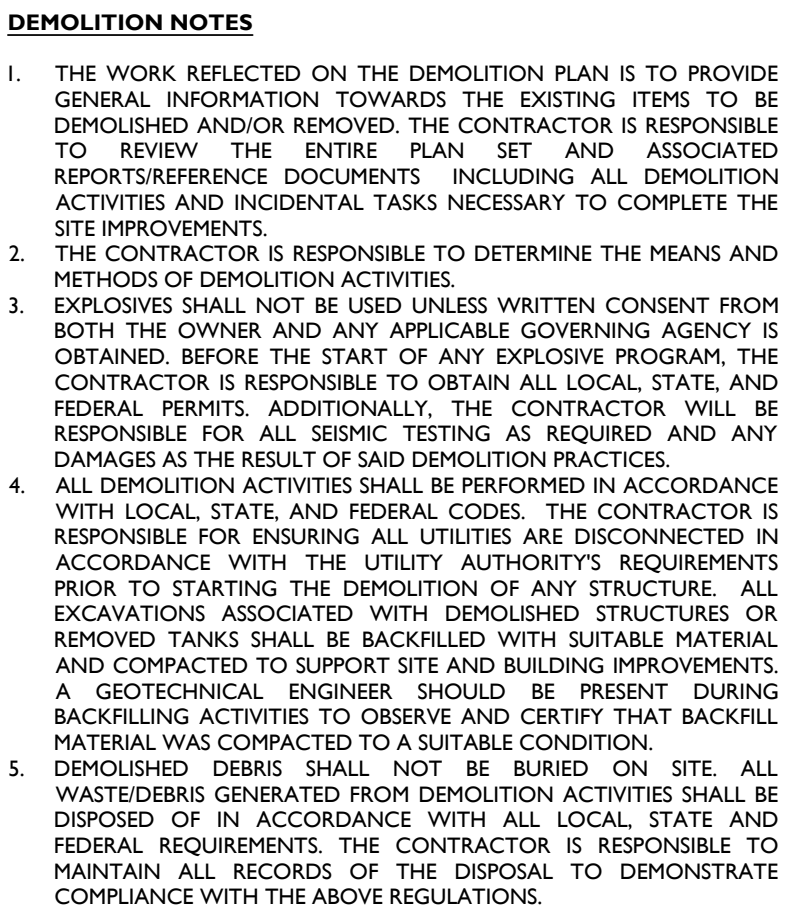 DEMOLITION NOTES
1. THE WORK REFLECTED ON THE DEMOLITION PLAN IS TO PROVIDE
GENERAL INFORMATION TOWARDS THE EXISTING ITEMS TO BE
DEMOLISHED AND/OR REMOVED. THE CONTRACTOR IS RESPONSIBLE
TO REVIEW THE ENTIRE PLAN SET AND ASSOCIATED
REPORTS/REFERENCE DOCUMENTS INCLUDING ALL DEMOLITION
ACTIVITIES AND INCIDENTAL TASKS NECESSARY TO COMPLETE THE
SITE IMPROVEMENTS.
2. THE CONTRACTOR IS RESPONSIBLE TO DETERMINE THE MEANS AND
METHODS OF DEMOLITION ACTIVITIES.
3. EXPLOSIVES SHALL NOT BE USED UNLESS WRITTEN CONSENT FROM
BOTH THE OWNER AND ANY APPLICABLE GOVERNING AGENCY IS
OBTAINED. BEFORE THE START OF ANY EXPLOSIVE PROGRAM, THE
CONTRACTOR IS RESPONSIBLE TO OBTAIN ALL LOCAL, STATE, AND
FEDERAL PERMITS. ADDITIONALLY, THE CONTRACTOR WILL BE
RESPONSIBLE FOR ALL SEISMIC TESTING AS REQUIRED AND ANY
DAMAGES AS THE RESULT OF SAID DEMOLITION PRACTICES.
4. ALL DEMOLITION ACTIVITIES SHALL BE PERFORMED IN ACCORDANCE
WITH LOCAL, STATE, AND FEDERAL CODES. THE CONTRACTOR IS
RESPONSIBLE FOR ENSURING ALL UTILITIES ARE DISCONNECTED IN
ACCORDANCE WITH THE UTILITY AUTHORITY'S REQUIREMENTS
PRIOR TO STARTING THE DEMOLITION OF ANY STRUCTURE. ALL
EXCAVATIONS ASSOCIATED WITH DEMOLISHED STRUCTURES OR
REMOVED TANKS SHALL BE BACKFILLED WITH SUITABLE MATERIAL
AND COMPACTED TO SUPPORT SITE AND BUILDING IMPROVEMENTS.
A GEOTECHNICAL ENGINEER SHOULD BE PRESENT DURING
BACKFILLING ACTIVITIES TO OBSERVE AND CERTIFY THAT BACKFILL
MATERIAL WAS COMPACTED TO A SUITABLE CONDITION.
5. DEMOLISHED DEBRIS SHALL NOT BE BURIED ON SITE. ALL
WASTE/DEBRIS GENERATED FROM DEMOLITION ACTIVITIES SHALL BE
DISPOSED OF IN ACCORDANCE WITH ALL LOCAL, STATE AND
FEDERAL REQUIREMENTS. THE CONTRACTOR IS RESPONSIBLE TO
MAINTAIN ALL RECORDS OF THE DISPOSAL TO DEMONSTRATE
COMPLIANCE WITH THE ABOVE REGULATIONS.